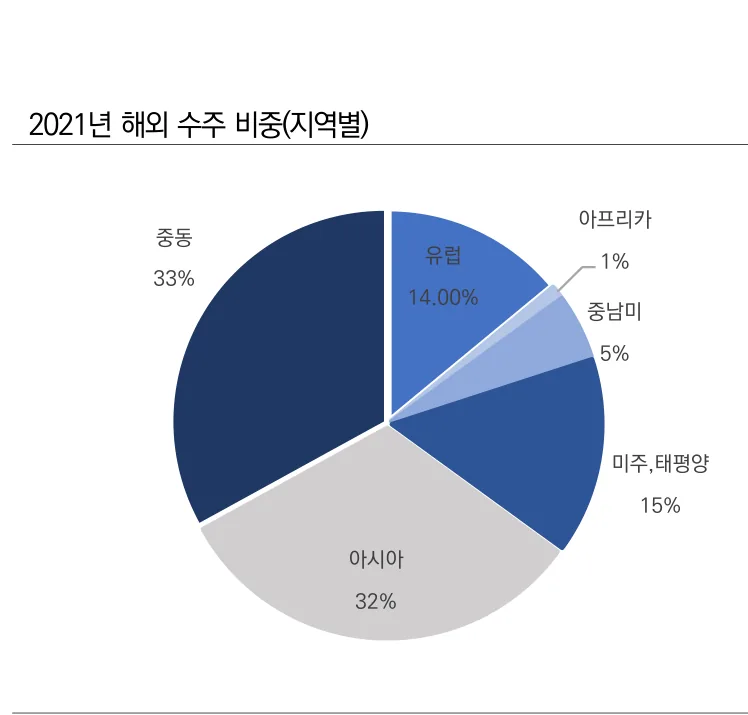 2021년 해외 수주 비중(지역별)
중동
33%
유럽
14.00%
아프리카
1%
중남미
5%
미주,태평양
15%
아시아
32%